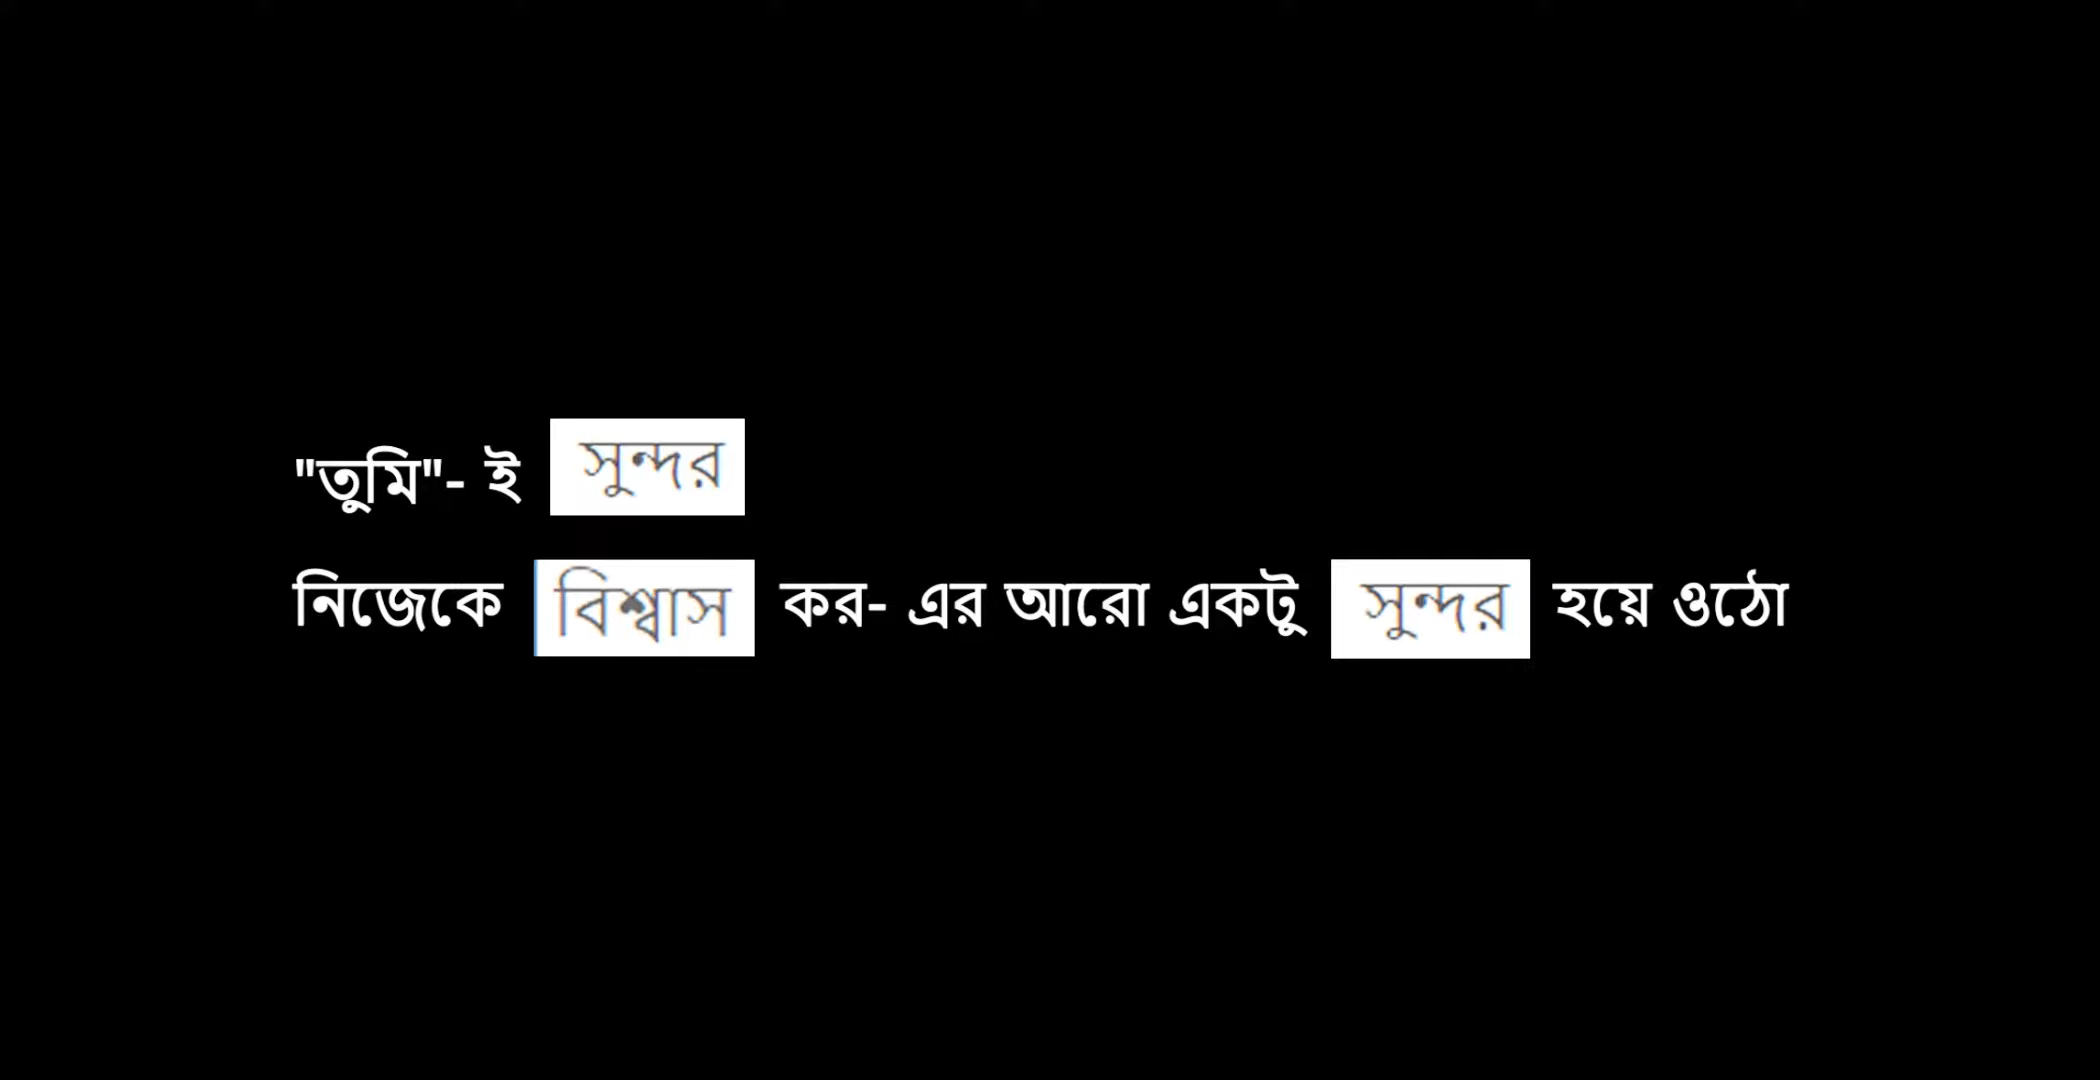 "তুমি"- ই সুন্দর
নিজেকে বিশ্বাস কর- এর আরো একটু সুন্দর হয়ে ওঠো